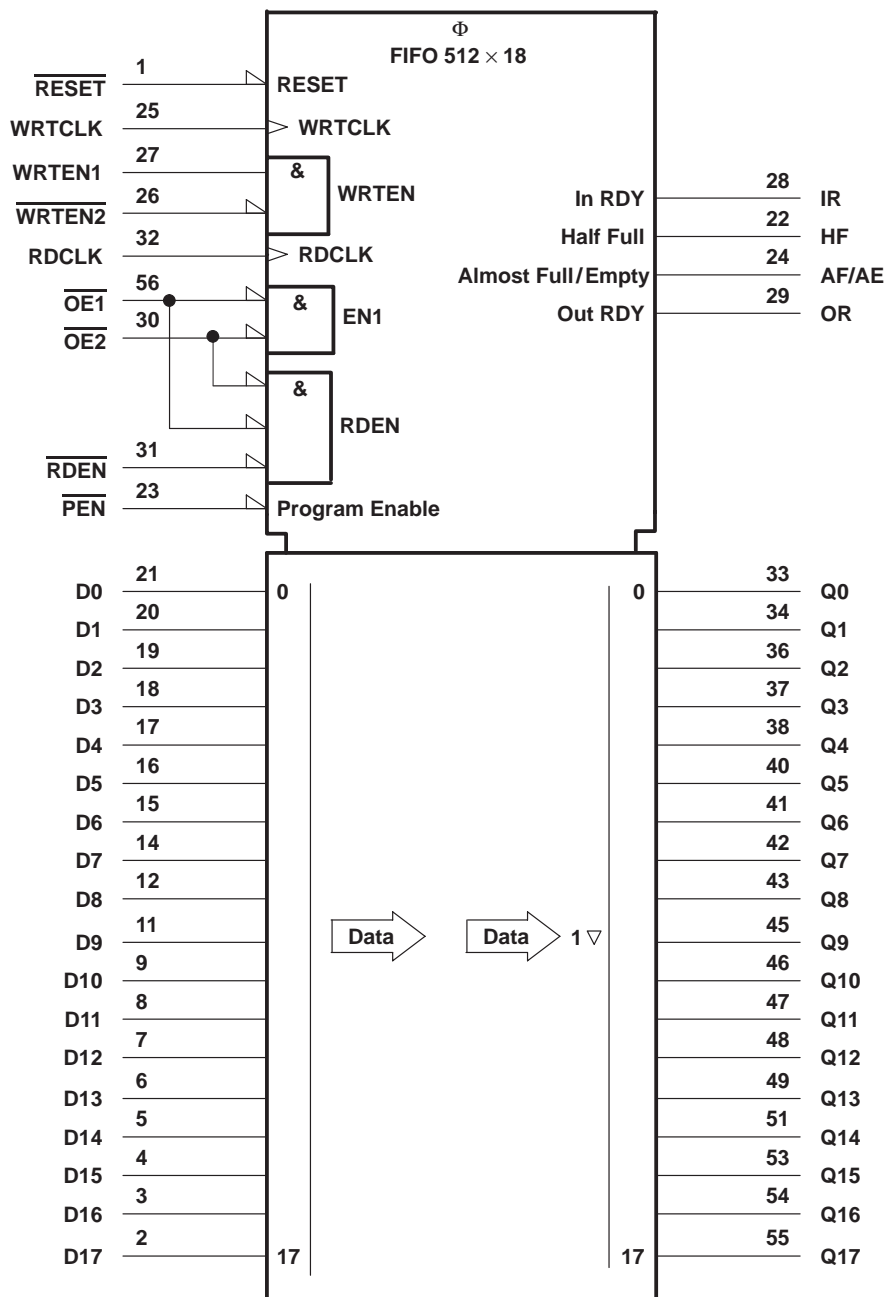 Φ
FIFO 512 × 18
RESET 1 RESET
WRTCLK 25 WRTCLK
WRTEN1 27 & WRTEN
WRTEN2 26
RDCLK 32 RDCLK
OE1 56 & EN1
OE2 30
& RDEN
RDEN 31
PEN 23 Program Enable
In RDY 28 IR
Half Full 22 HF
Almost Full/Empty 24 AF/AE
Out RDY 29 OR
D0 21 0 0 33 Q0
D1 20 34 Q1
D2 19 36 Q2
D3 18 37 Q3
D4 17 38 Q4
D5 16 40 Q5
D6 15 41 Q6
D7 14 42 Q7
D8 12 43 Q8
D9 11 Data Data 1 ▽ 45 Q9
D10 9 46 Q10
D11 8 47 Q11
D12 7 48 Q12
D13 6 49 Q13
D14 5 51 Q14
D15 4 53 Q15
D16 3 54 Q16
D17 2 17 17 55 Q17